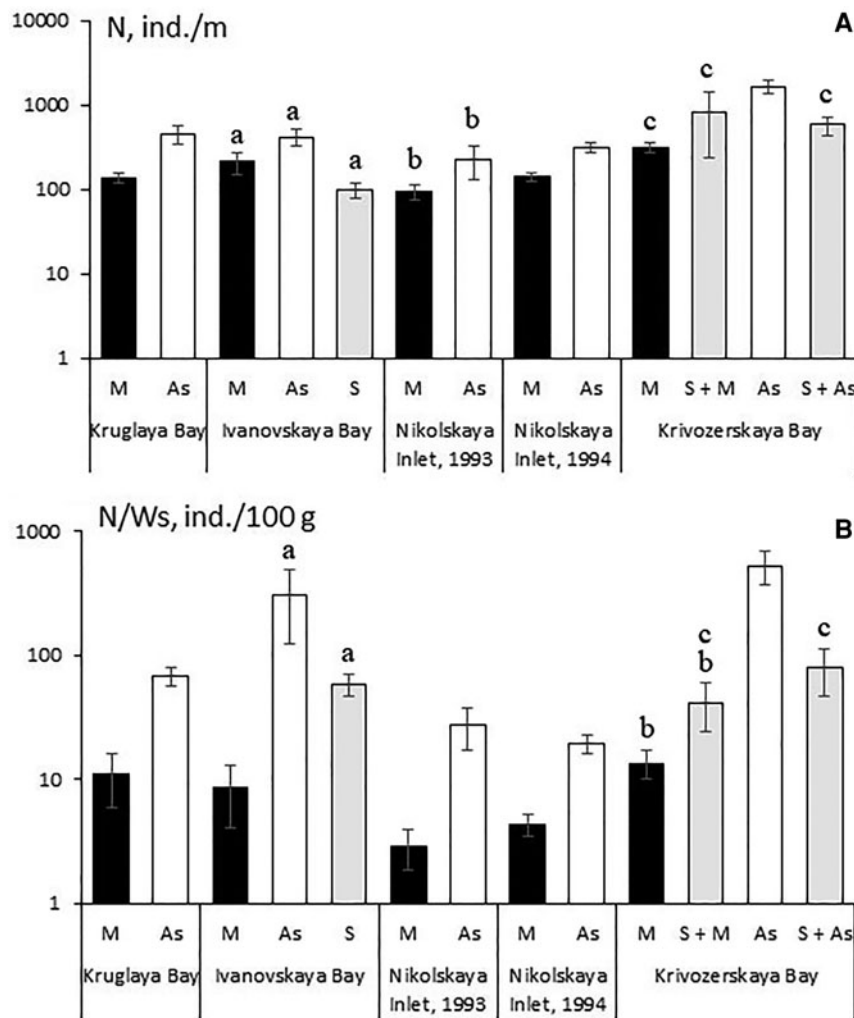 N, ind./m
A
10000
1000
100
10
1
a
a
a
b
b
c
c
c
M As M As S M As M As M S + M As S + As
Kruglaya Bay Ivanovskaya Bay Nikolskaya Nikolskaya Krivozerskaya Bay
Inlet, 1993 Inlet, 1994
N/Ws, ind./100 g
B
1000
100
10
1
a
a
b
c
b
c
M As M As S M As M As M S + M As S + As
Kruglaya Bay Ivanovskaya Bay Nikolskaya Nikolskaya Krivozerskaya Bay
Inlet, 1993 Inlet, 1994